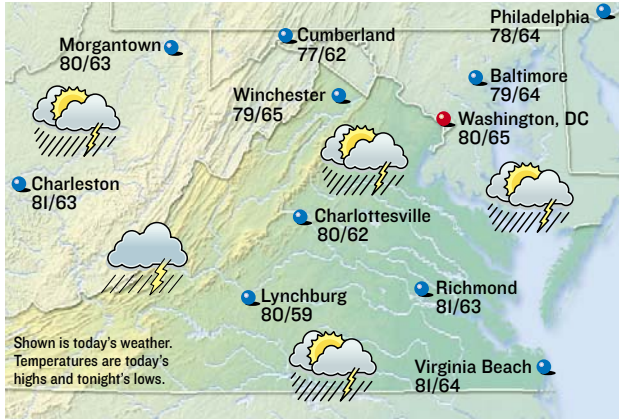 Philadelphia
78/64
Cumberland
77/62
Morgantown
80/63
Baltimore
79/64
Winchester
79/65
Washington, DC
80/65
Charleston
81/63
Charlottesville
80/62
Richmond
81/63
Lynchburg
80/59
Shown is today's weather.
Temperatures are today's
highs and tonight's lows.
Virginia Beach
81/64